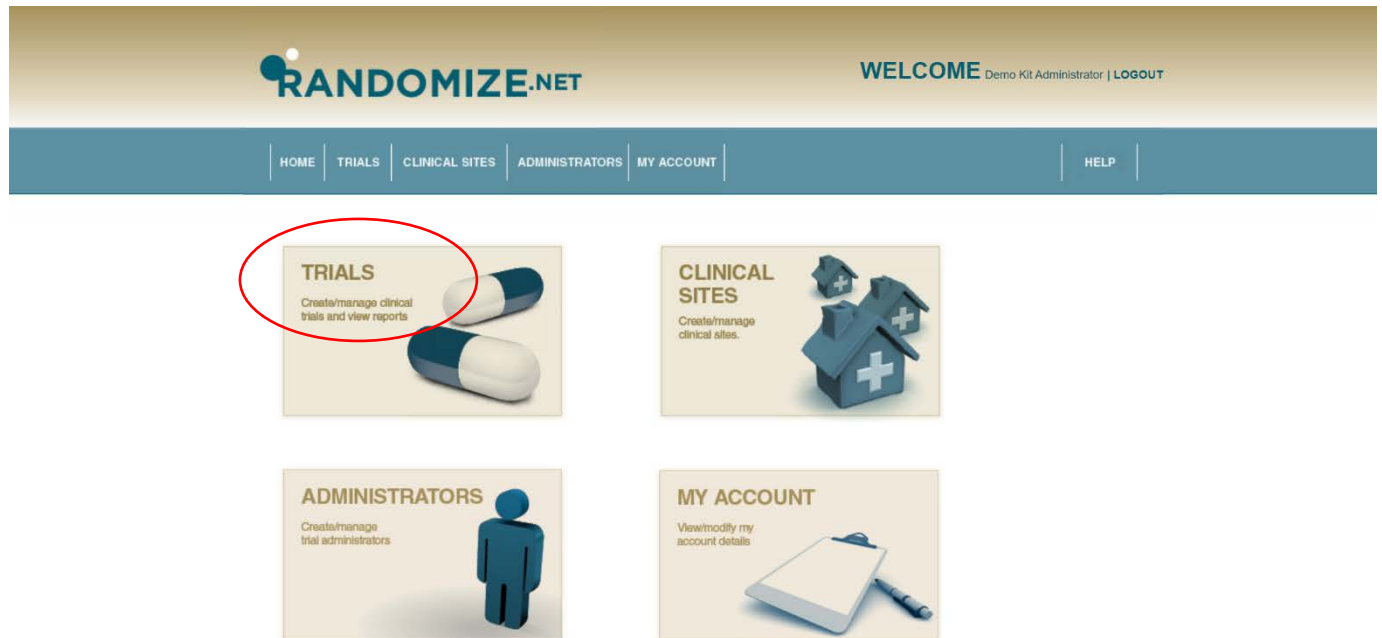 RANDOMIZE.NET
WELCOME Demo Kit Administrator | LOGOUT
HOME TRIALS CLINICAL SITES ADMINISTRATORS MY ACCOUNT HELP
TRIALS
Create/manage clinical
trials and view reports
CLINICAL
SITES
Create/manage
clinical sites.
ADMINISTRATORS
Create/manage
trial administrators
MY ACCOUNT
View/modify my
account details